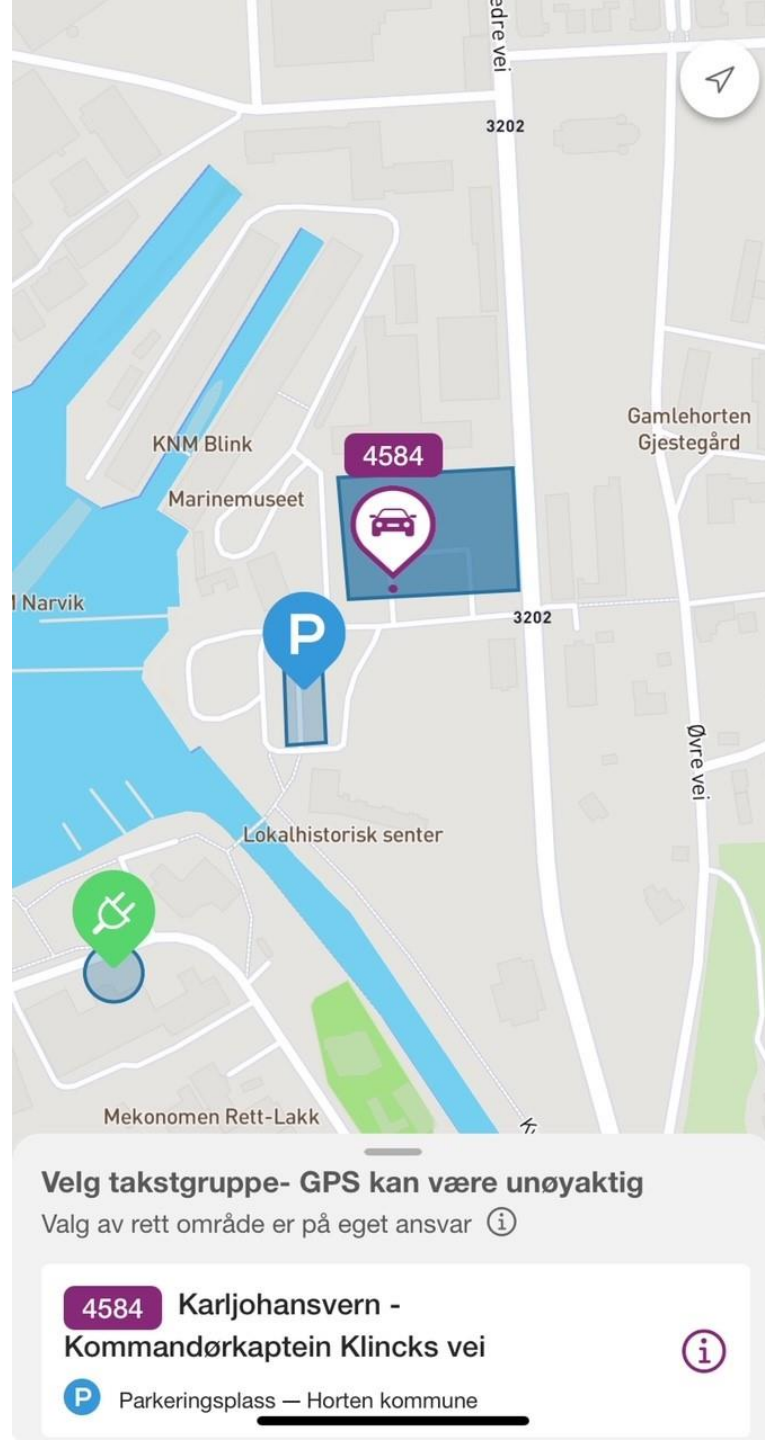 edre vei
3202
Gamlehorten
Gjestegård
KNM Blink
4584
Marinemuseet
Narvik
P
3202
Øvre vei
Lokalhistorisk senter
Mekonomen Rett-Lakk
Velg takstgruppe- GPS kan være unøyaktig
Valg av rett område er på eget ansvar
4584 Karljohansvern -
Kommandørkaptein Klincks vei
P Parkeringsplass — Horten kommune